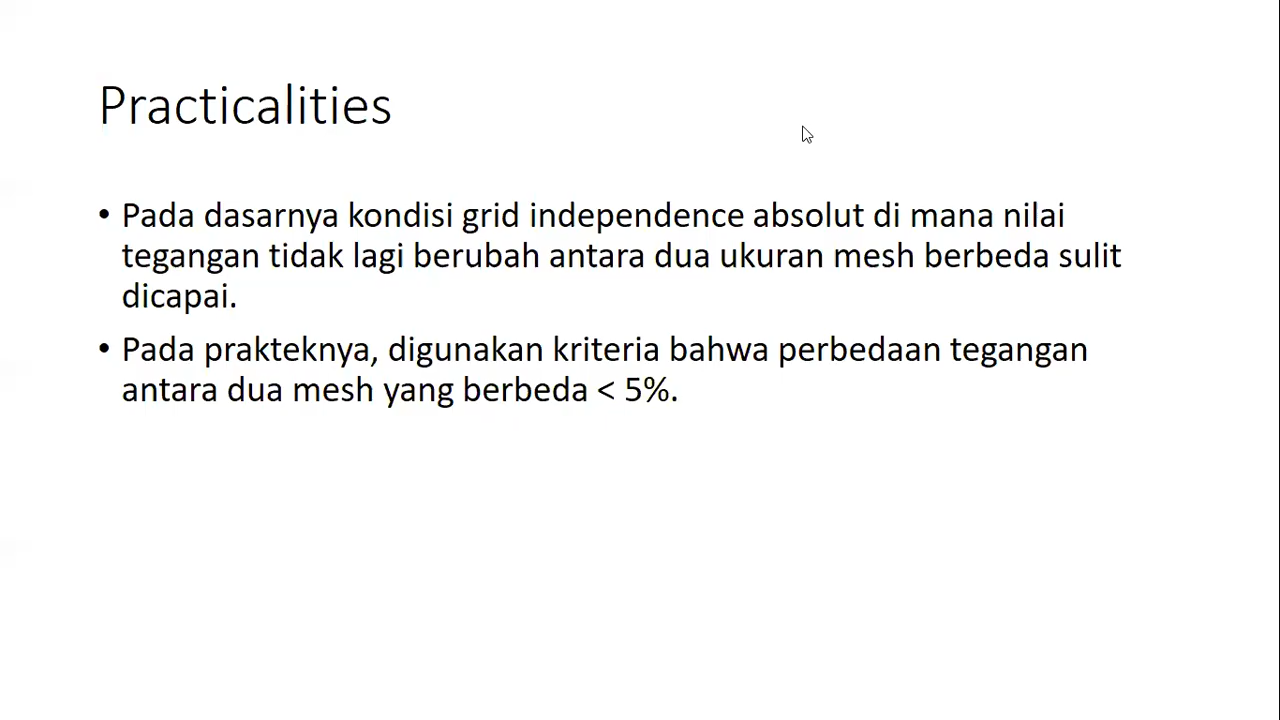 Practicalities
• Pada dasarnya kondisi grid independence absolut di mana nilai
tegangan tidak lagi berubah antara dua ukuran mesh berbeda sulit
dicapai.
• Pada prakteknya, digunakan kriteria bahwa perbedaan tegangan
antara dua mesh yang berbeda < 5%.